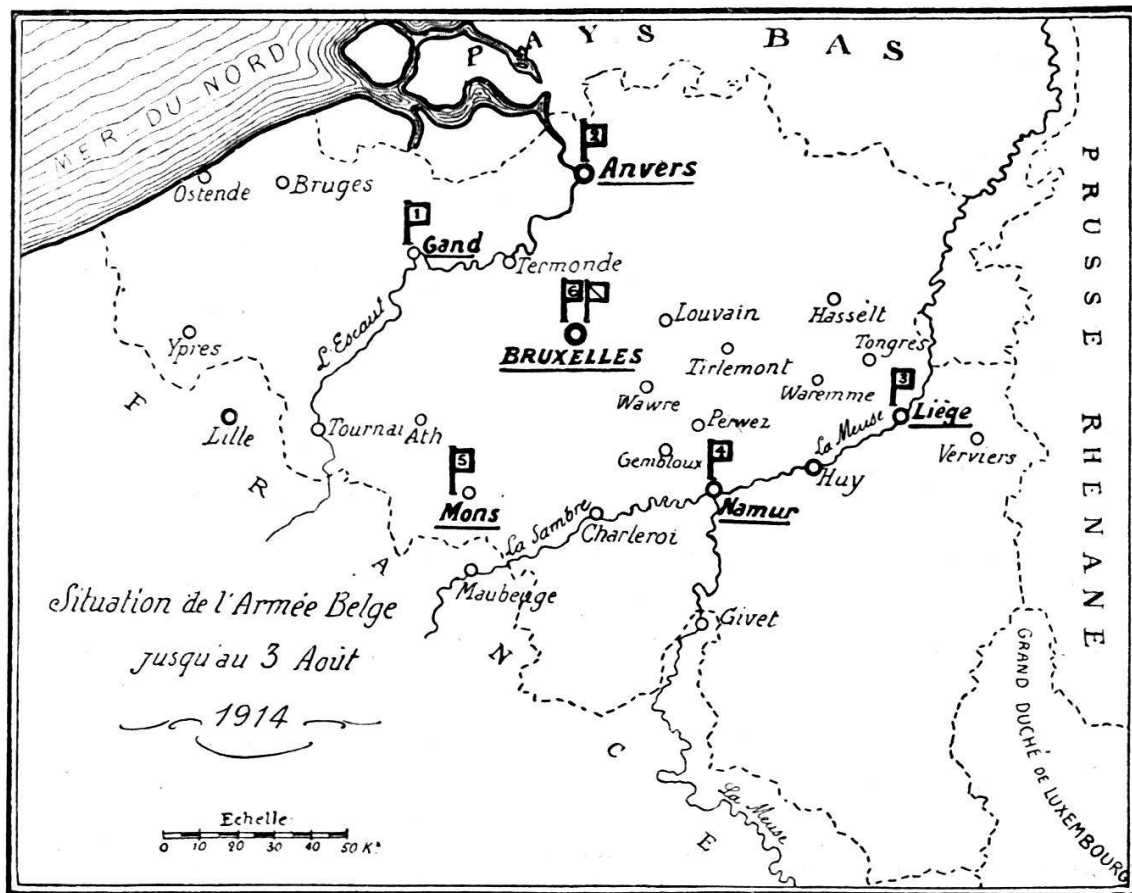 PAYS BAS
MER DU NORD
2
Anvers
Ostende
Bruges
1
Gand
Termonde
6
BRUXELLES
Louvain
Hasselt
Tirlemont
Tongres
Ypres
L'Escaut
Wavre
Waremme
3
Liège
Lille
Tournai
Ath
Perwez
La Meuse
Verviers
5
Mons
Gembloux
4
Namur
Huy
La Sambre
Charleroi
Maubeuge
Givet
FRANCE
PRUSSE RHENANE
GRAND DUCHÉ DE LUXEMBOURG
La Meuse
Situation de l'Armée Belge
jusqu'au 3 Août
1914
Echelle
0 10 20 30 40 50 K.s